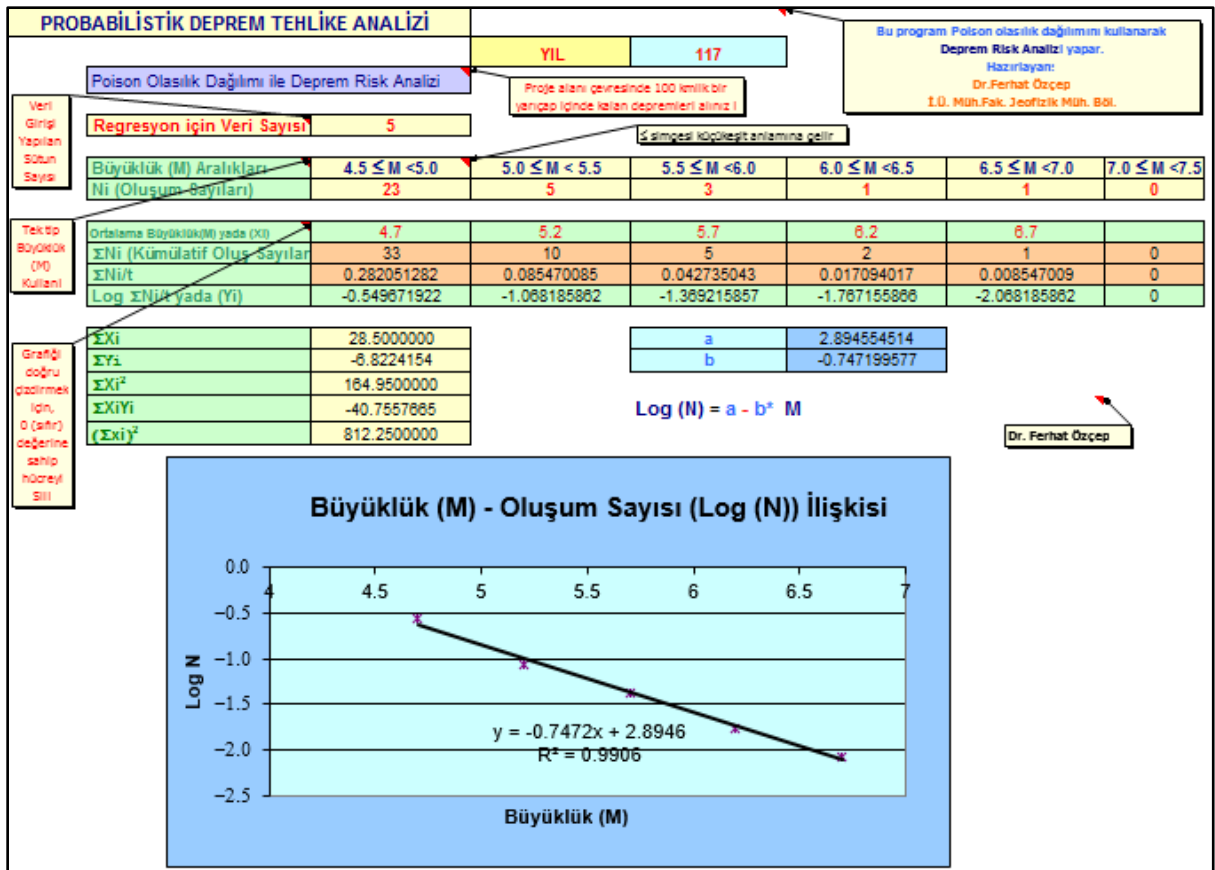 PROBABİLİSTİK DEPREM TEHLİKE ANALİZİ
YIL 117
Bu program Poison olasılık dağılımını kullanarak
Deprem Risk Analizi yapar.
Hazırlayan:
Dr.Ferhat Özçep
İ.Ü. Müh.Fak. Jeofizik Müh. Böl.
Poison Olasılık Dağılımı ile Deprem Risk Analizi
Proje alanı çevresinde 100 kmlik bir
yarıçap içinde kalan depremleri alınız !
Veri
Girişi
Yapılan
Sütun
Sayısı
Regresyon için Veri Sayısı 5
≤ simgesi küçükeşit anlamına gelir
Büyüklük (M) Aralıkları 4.5 ≤ M <5.0 5.0 ≤ M < 5.5 5.5 ≤ M <6.0 6.0 ≤ M <6.5 6.5 ≤ M <7.0 7.0 ≤ M <7.5
Ni (Oluşum Sayıları) 23 5 3 1 1 0
Tek tip
Büyüklük
(M)
Kullanı
Ortalama Büyüklük(M) yada (Xi) 4.7 5.2 5.7 6.2 6.7
ΣNi (Kümülatif Oluş Sayılar 33 10 5 2 1 0
ΣNi/t 0.282051282 0.085470085 0.042735043 0.017094017 0.008547009 0
Log ΣNi/t yada (Yi) -0.549671922 -1.068185862 -1.369215857 -1.767155866 -2.068185862 0
Grafiği
doğru
çizdirmek
için,
0 (sıfır)
değerine
sahip
hücreyi
Sil!
ΣXi 28.5000000
ΣYi -6.8224154
ΣXi² 164.9500000
ΣXiYi -40.7557665
(Σxi)² 812.2500000
a 2.894554514
b -0.747199577
Log (N) = a - b* M
Dr. Ferhat Özçep
Büyüklük (M) - Oluşum Sayısı (Log (N)) İlişkisi
0.0
4 4.5 5 5.5 6 6.5 7
−0.5
−1.0
−1.5
−2.0
−2.5
Log N
y = -0.7472x + 2.8946
R² = 0.9906
Büyüklük (M)